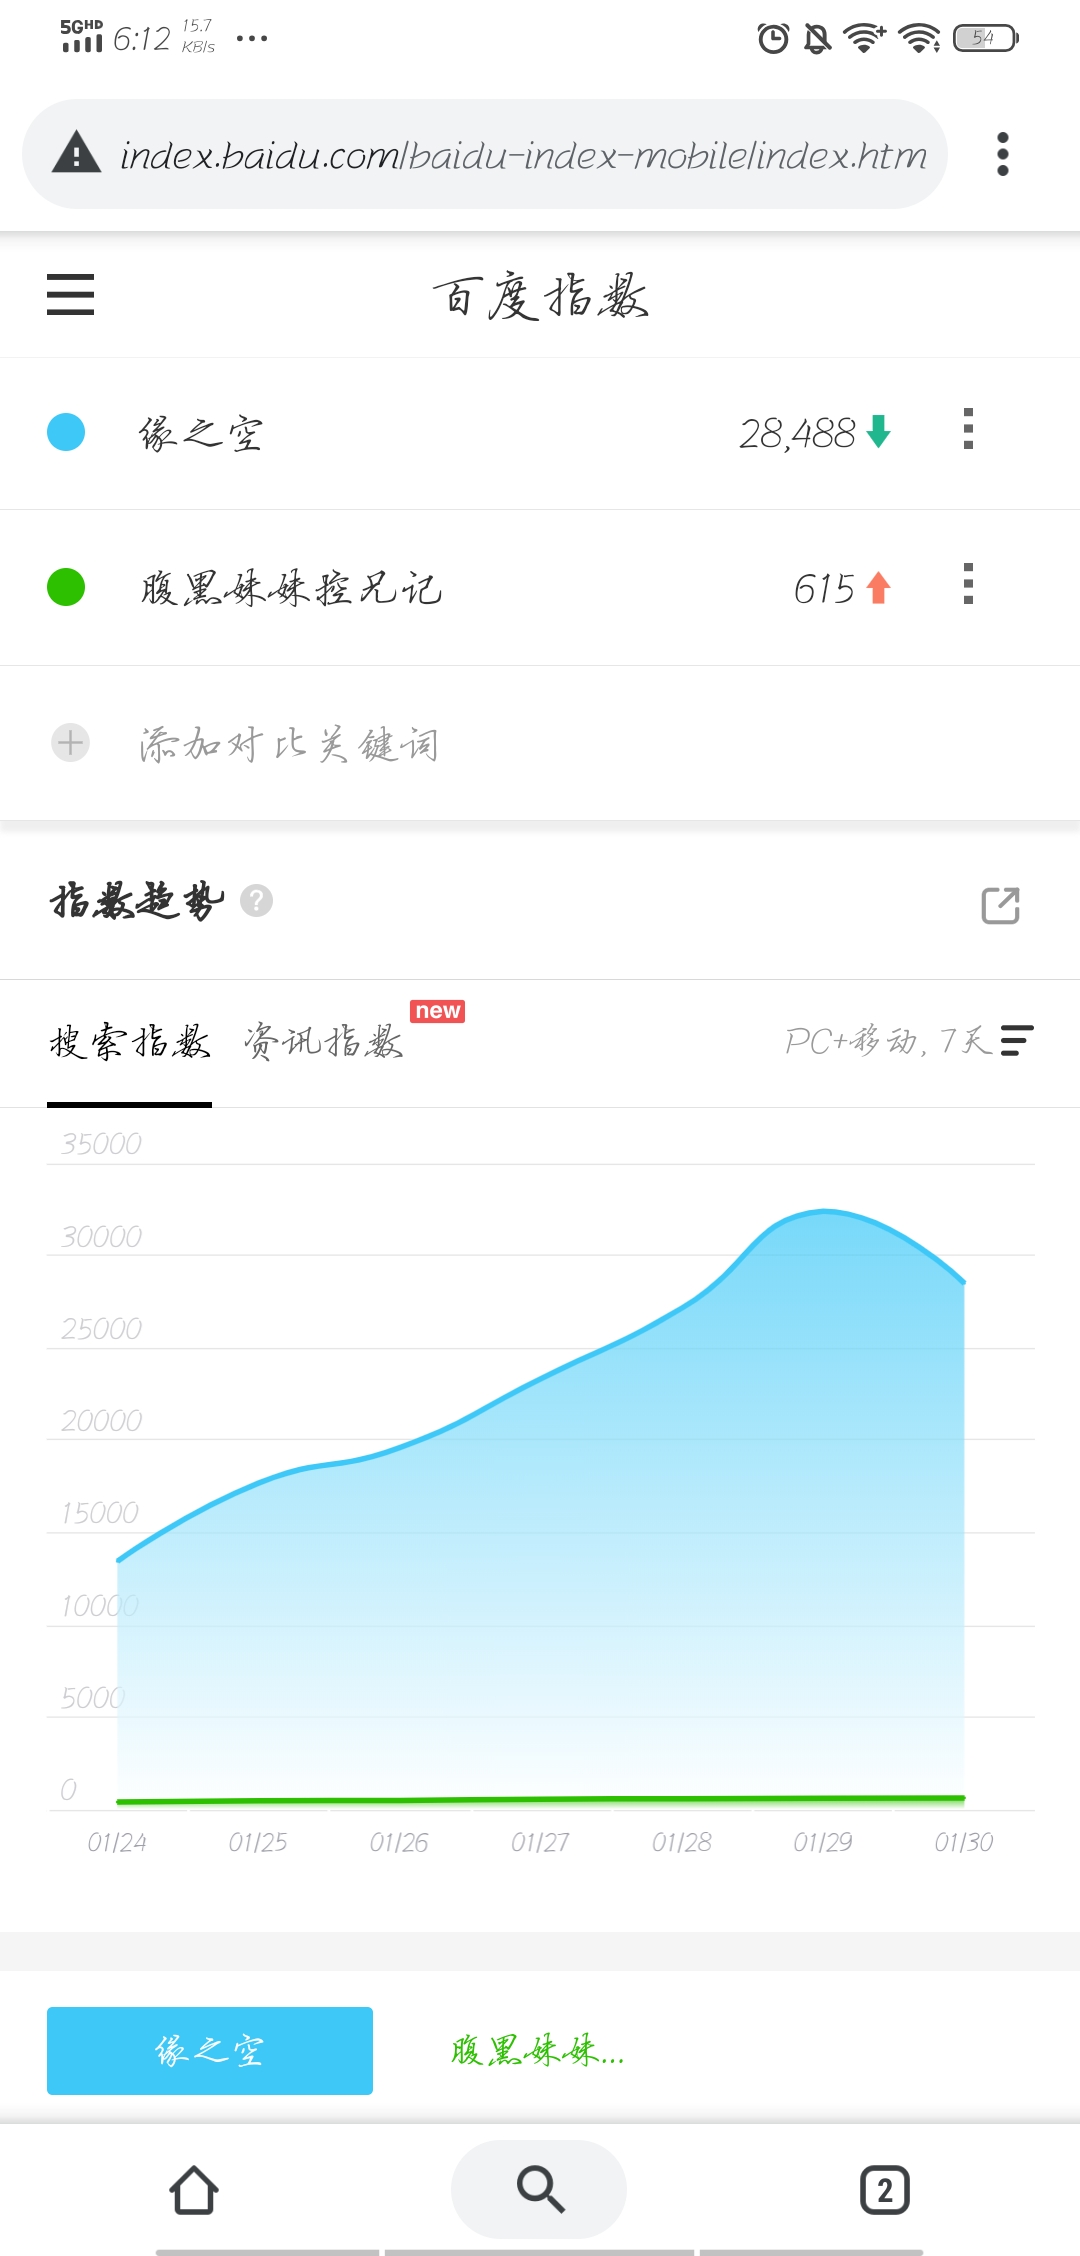 5G HD 6:12 15.7 KB/s ... 54
index.baidu.com/baidu-index-mobile/index.htm
百度指数
缘之空 28,488
腹黑妹妹控兄记 615
添加对比关键词
指数趋势 ?
搜索指数 资讯指数 new PC+移动, 7天
35000
30000
25000
20000
15000
10000
5000
0
01/24 01/25 01/26 01/27 01/28 01/29 01/30
缘之空 腹黑妹妹...
2